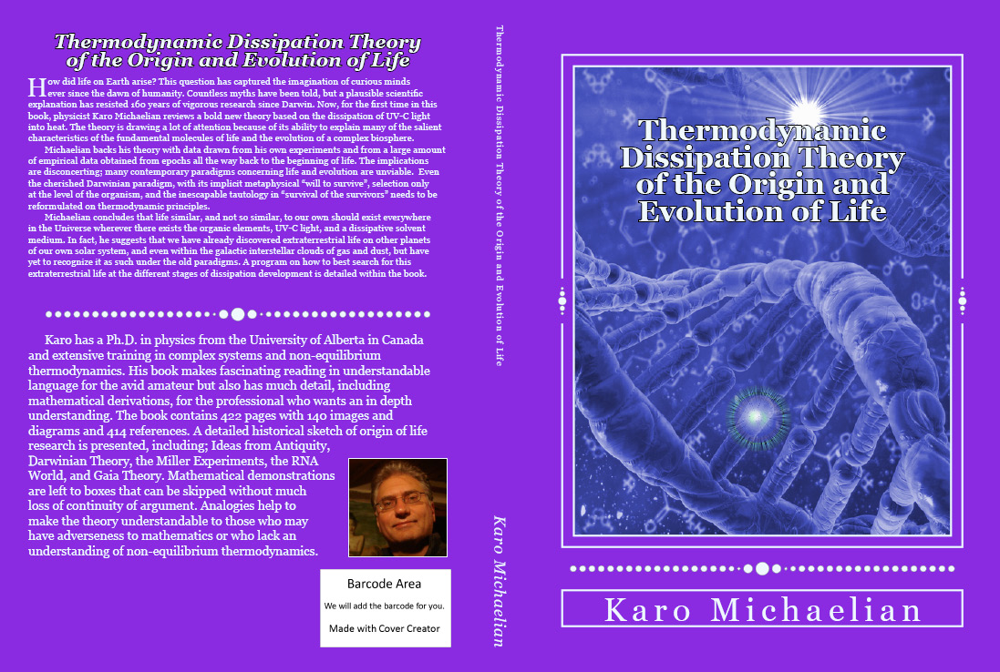 Thermodynamic Dissipation Theory
of the Origin and Evolution of Life
How did life on Earth arise? This question has captured the imagination of curious minds
ever since the dawn of humanity. Countless myths have been told, but a plausible scientific
explanation has resisted 160 years of vigorous research since Darwin. Now, for the first time in this
book, physicist Karo Michaelian reviews a bold new theory based on the dissipation of UV-C light
into heat. The theory is drawing a lot of attention because of its ability to explain many of the salient
characteristics of the fundamental molecules of life and the evolution of a complex biosphere.
Michaelian backs his theory with data drawn from his own experiments and from a large amount
of empirical data obtained from epochs all the way back to the beginning of life. The implications
are disconcerting; many contemporary paradigms concerning life and evolution are unviable. Even
the cherished Darwinian paradigm, with its implicit metaphysical “will to survive”, selection only
at the level of the organism, and the inescapable tautology in “survival of the survivors” needs to be
reformulated on thermodynamic principles.
Michaelian concludes that life similar, and not so similar, to our own should exist everywhere
in the Universe wherever there exists the organic elements, UV-C light, and a dissipative solvent
medium. In fact, he suggests that we have already discovered extraterrestrial life on other planets
of our own solar system, and even within the galactic interstellar clouds of gas and dust, but have
yet to recognize it as such under the old paradigms. A program on how to best search for this
extraterrestrial life at the different stages of dissipation development is detailed within the book.
Karo has a Ph.D. in physics from the University of Alberta in Canada
and extensive training in complex systems and non-equilibrium
thermodynamics. His book makes fascinating reading in understandable
language for the avid amateur but also has much detail, including
mathematical derivations, for the professional who wants an in depth
understanding. The book contains 422 pages with 140 images and
diagrams and 414 references. A detailed historical sketch of origin of life
research is presented, including; Ideas from Antiquity,
Darwinian Theory, the Miller Experiments, the RNA
World, and Gaia Theory. Mathematical demonstrations
are left to boxes that can be skipped without much
loss of continuity of argument. Analogies help to
make the theory understandable to those who may
have adverseness to mathematics or who lack an
understanding of non-equilibrium thermodynamics.
Barcode Area
We will add the barcode for you.
Made with Cover Creator
Thermodynamic Dissipation Theory of the Origin and Evolution of Life
Karo Michaelian
Thermodynamic
Dissipation Theory
of the Origin and
Evolution of Life
Karo Michaelian